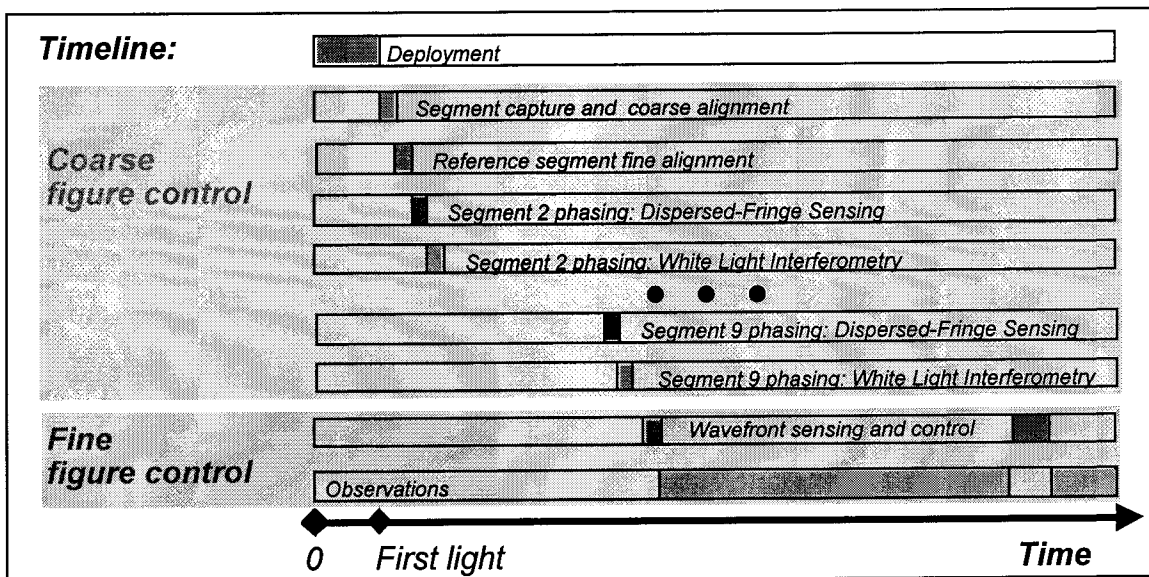 Timeline:
Deployment
Segment capture and coarse alignment
Coarse
figure control
Reference segment fine alignment
Segment 2 phasing: Dispersed-Fringe Sensing
Segment 2 phasing: White Light Interferometry
Segment 9 phasing: Dispersed-Fringe Sensing
Segment 9 phasing: White Light Interferometry
Fine
figure control
Wavefront sensing and control
Observations
0
First light
Time